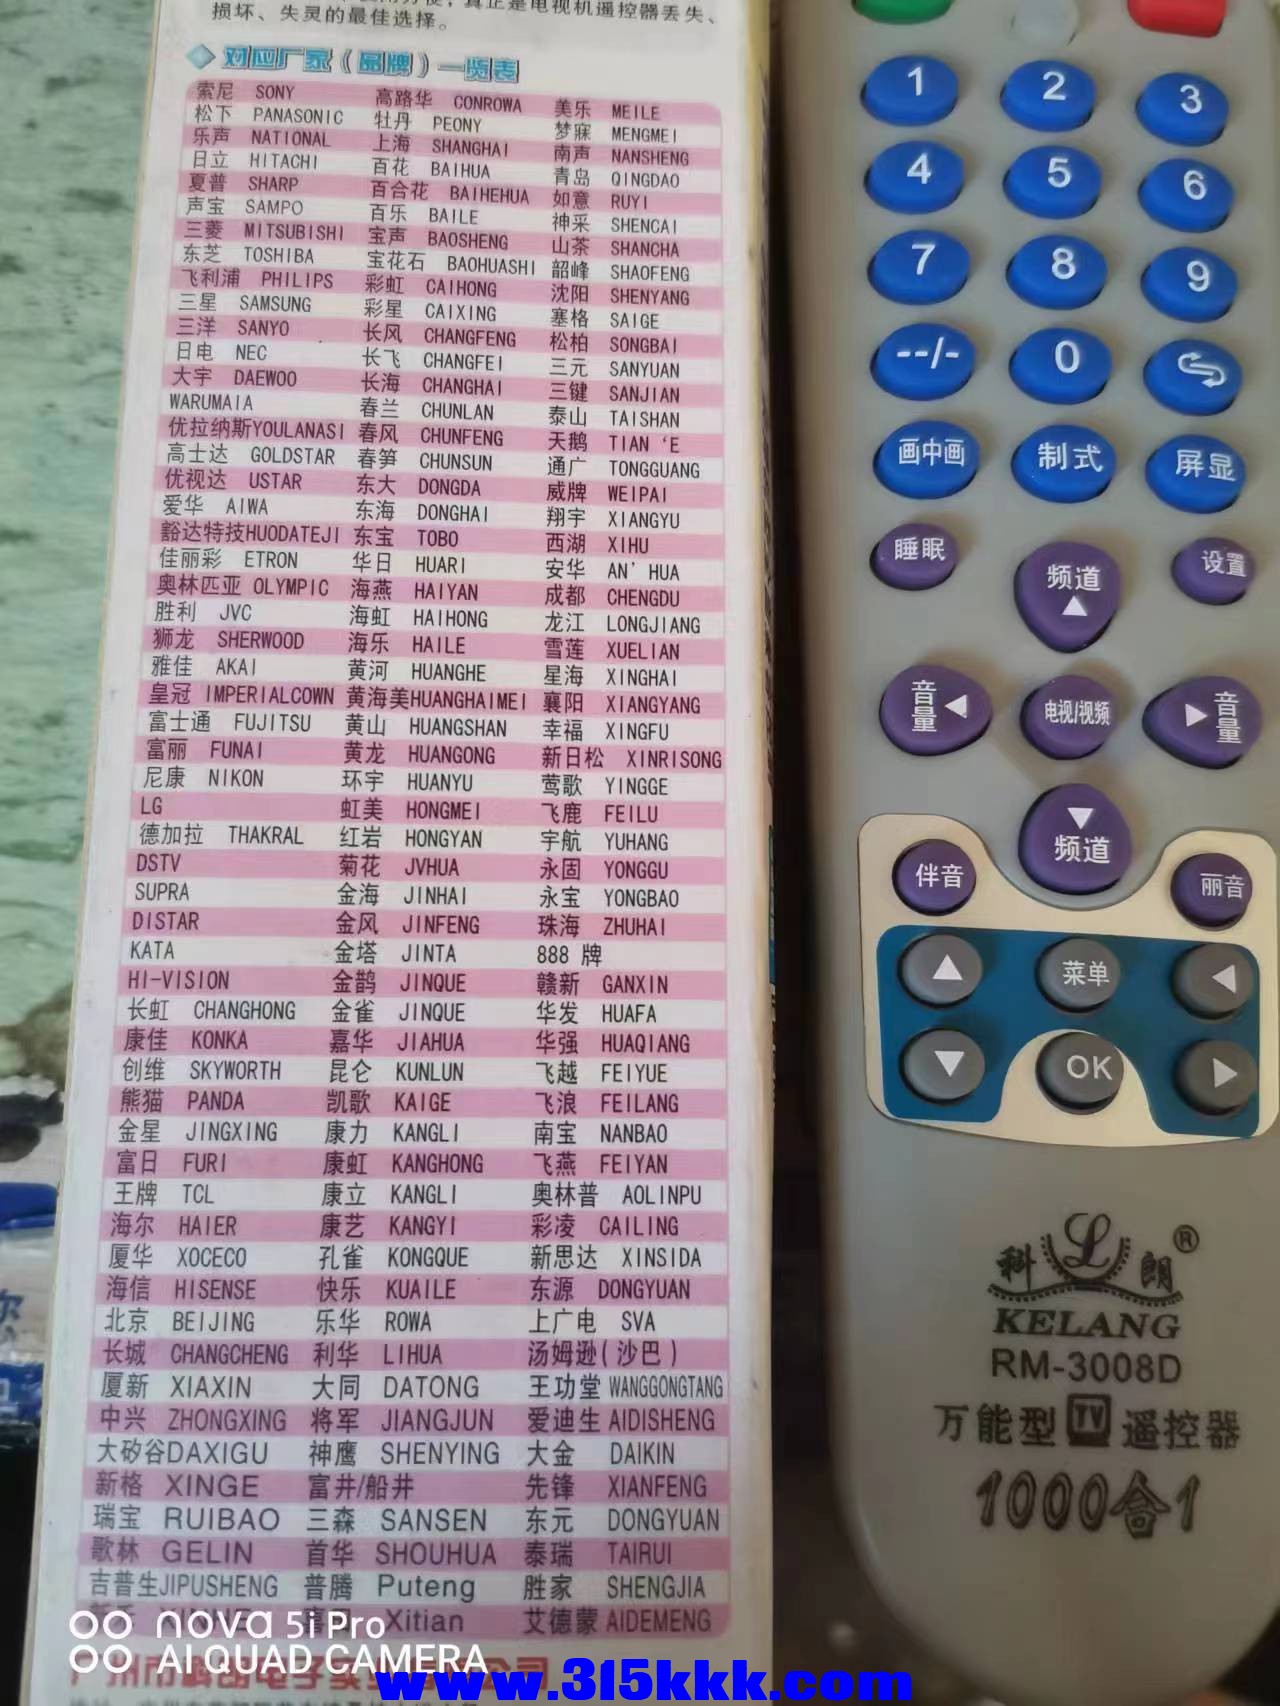 真正是电视机遥控器丢失、
损坏、失灵的最佳选择。
对应厂家(品牌)一览表
索尼 SONY 高路华 CONROWA 美乐 MEILE
松下 PANASONIC 牡丹 PEONY 梦寐 MENGMEI
乐声 NATIONAL 上海 SHANGHAI 南声 NANSHENG
日立 HITACHI 百花 BAIHUA 青岛 QINGDAO
夏普 SHARP 百合花 BAIHEHUA 如意 RUYI
声宝 SAMPO 百乐 BAILE 神采 SHENCAI
三菱 MITSUBISHI 宝声 BAOSHENG 山茶 SHANCHA
东芝 TOSHIBA 宝花石 BAOHUASHI 韶峰 SHAOFENG
飞利浦 PHILIPS 彩虹 CAIHONG 沈阳 SHENYANG
三星 SAMSUNG 彩星 CAIXING 塞格 SAIGE
三洋 SANYO 长风 CHANGFENG 松柏 SONGBAI
日电 NEC 长飞 CHANGFEI 三元 SANYUAN
大宇 DAEWOO 长海 CHANGHAI 三键 SANJIAN
WARUMAIA 春兰 CHUNLAN 泰山 TAISHAN
优拉纳斯YOULANASI 春风 CHUNFENG 天鹅 TIAN‘E
高士达 GOLDSTAR 春笋 CHUNSUN 通广 TONGGUANG
优视达 USTAR 东大 DONGDA 威牌 WEIPAI
爱华 AIWA 东海 DONGHAI 翔宇 XIANGYU
豁达特技HUODATEJI 东宝 TOBO 西湖 XIHU
佳丽彩 ETRON 华日 HUARI 安华 AN'HUA
奥林匹亚 OLYMPIC 海燕 HAIYAN 成都 CHENGDU
胜利 JVC 海虹 HAIHONG 龙江 LONGJIANG
狮龙 SHERWOOD 海乐 HAILE 雪莲 XUELIAN
雅佳 AKAI 黄河 HUANGHE 星海 XINGHAI
皇冠 IMPERIALCOWN 黄海美HUANGHAIMEI 襄阳 XIANGYANG
富士通 FUJITSU 黄山 HUANGSHAN 幸福 XINGFU
富丽 FUNAI 黄龙 HUANGONG 新日松 XINRISONG
尼康 NIKON 环宇 HUANYU 莺歌 YINGGE
LG 虹美 HONGMEI 飞鹿 FEILU
德加拉 THAKRAL 红岩 HONGYAN 宇航 YUHANG
DSTV 菊花 JVHUA 永固 YONGGU
SUPRA 金海 JINHAI 永宝 YONGBAO
DISTAR 金风 JINFENG 珠海 ZHUHAI
KATA 金塔 JINTA 888 牌
HI-VISION 金鹊 JINQUE 赣新 GANXIN
长虹 CHANGHONG 金雀 JINQUE 华发 HUAFA
康佳 KONKA 嘉华 JIAHUA 华强 HUAQIANG
创维 SKYWORTH 昆仑 KUNLUN 飞越 FEIYUE
熊猫 PANDA 凯歌 KAIGE 飞浪 FEILANG
金星 JINGXING 康力 KANGLI 南宝 NANBAO
富日 FURI 康虹 KANGHONG 飞燕 FEIYAN
王牌 TCL 康立 KANGLI 奥林普 AOLINPU
海尔 HAIER 康艺 KANGYI 彩凌 CAILING
厦华 XOCECO 孔雀 KONGQUE 新思达 XINSIDA
海信 HISENSE 快乐 KUAILE 东源 DONGYUAN
北京 BEIJING 乐华 ROWA 上广电 SVA
长城 CHANGCHENG 利华 LIHUA 汤姆逊(沙巴)
厦新 XIAXIN 大同 DATONG 王功堂 WANGGONGTANG
中兴 ZHONGXING 将军 JIANGJUN 爱迪生 AIDISHENG
大矽谷DAXIGU 神鹰 SHENYING 大金 DAIKIN
新格 XINGE 富井/船井 先锋 XIANFENG
瑞宝 RUIBAO 三森 SANSEN 东元 DONGYUAN
歌林 GELIN 首华 SHOUHUA 泰瑞 TAIRUI
吉普生JIPUSHENG 普腾 Puteng 胜家 SHENGJIA
Xitian 艾德蒙 AIDEMENG
nova 5i Pro
AI QUAD CAMERA
www.315kkk.com
1 2 3
4 5 6
7 8 9
--/- 0
画中画 制式 屏显
睡眠 频道 设置
音量 电视/视频 音量
频道
伴音 丽音
菜单
OK
科 L 朗 ®
KELANG
RM-3008D
万能型 TV 遥控器
1000合1